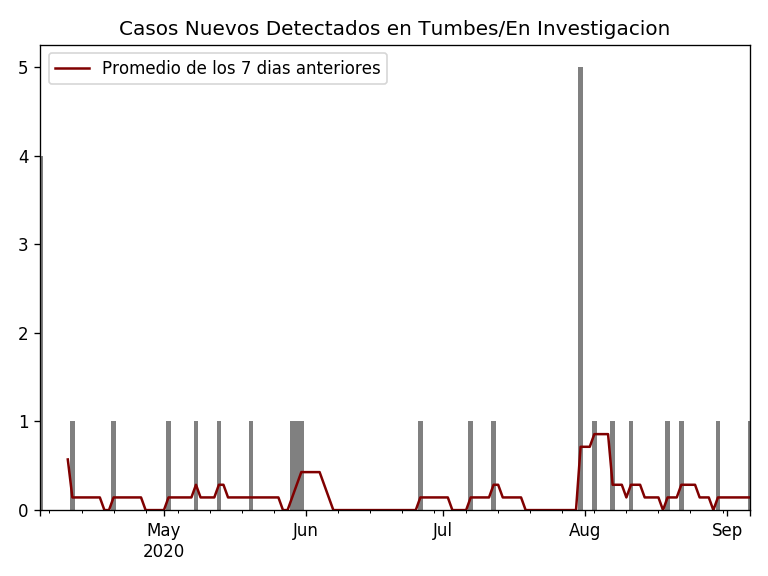 Casos Nuevos Detectados en Tumbes/En Investigacion
Promedio de los 7 dias anteriores
5
4
3
2
1
0
May
2020
Jun
Jul
Aug
Sep